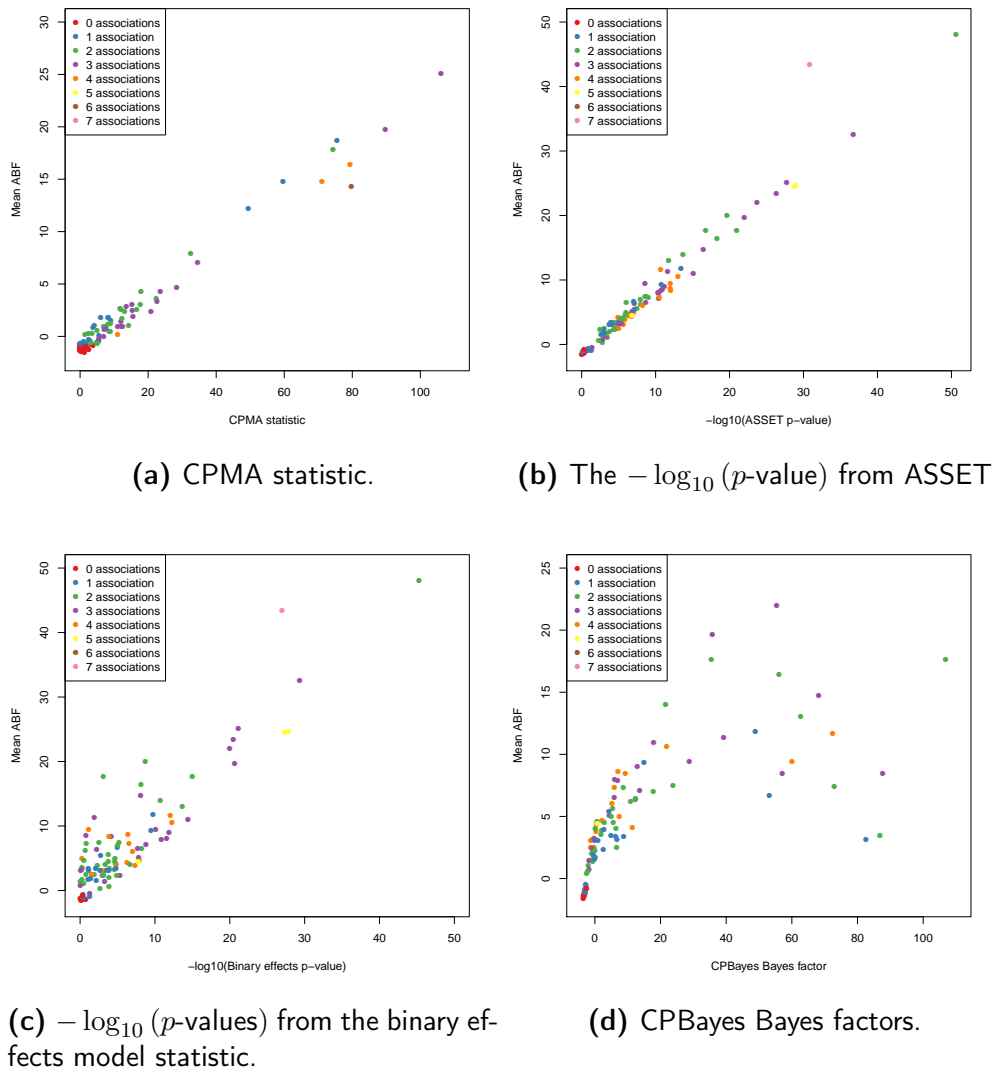 0 associations
1 association
2 associations
3 associations
4 associations
5 associations
6 associations
7 associations
0 5 10 15 20 25 30
Mean ABF
0 20 40 60 80 100
CPMA statistic
(a) CPMA statistic.
0 associations
1 association
2 associations
3 associations
4 associations
5 associations
6 associations
7 associations
0 10 20 30 40 50
Mean ABF
0 10 20 30 40 50
−log10(ASSET p−value)
(b) The − log₁₀ (p-value) from ASSET
0 associations
1 association
2 associations
3 associations
4 associations
5 associations
6 associations
7 associations
0 10 20 30 40 50
Mean ABF
0 10 20 30 40 50
−log10(Binary effects p−value)
(c) − log₁₀ (p-values) from the binary ef-
fects model statistic.
0 associations
1 association
2 associations
3 associations
4 associations
5 associations
6 associations
7 associations
0 5 10 15 20 25
Mean ABF
0 20 40 60 80 100
CPBayes Bayes factor
(d) CPBayes Bayes factors.